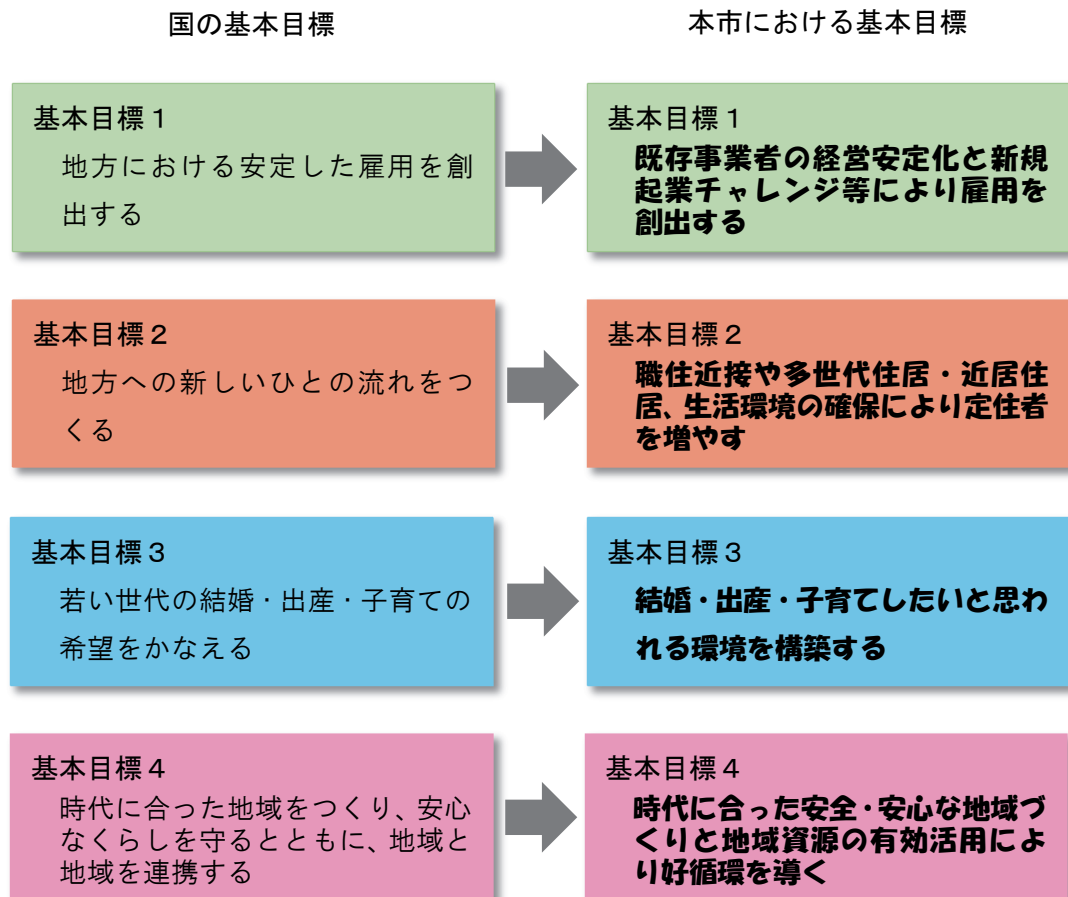 国の基本目標
本市における基本目標
基本目標1
地方における安定した雇用を創
出する
基本目標1
既存事業者の経営安定化と新規
起業チャレンジ等により雇用を
創出する
基本目標2
地方への新しいひとの流れをつ
くる
基本目標2
職住近接や多世代住居・近居住
居、生活環境の確保により定住者
を増やす
基本目標3
若い世代の結婚・出産・子育ての
希望をかなえる
基本目標3
結婚・出産・子育てしたいと思わ
れる環境を構築する
基本目標4
時代に合った地域をつくり、安心
なくらしを守るとともに、地域と
地域を連携する
基本目標4
時代に合った安全・安心な地域づ
くりと地域資源の有効活用によ
り好循環を導く